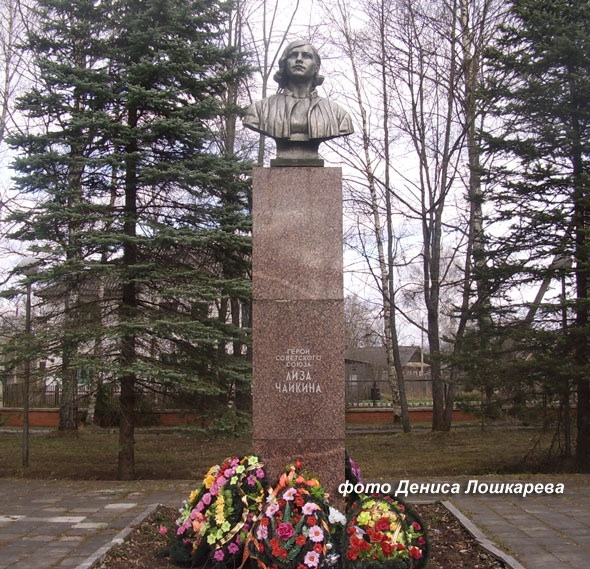 ГЕРОЙ
СОВЕТСКОГО
СОЮЗА
ЛИЗА
ЧАЙКИНА
фото Дениса Лошкарева